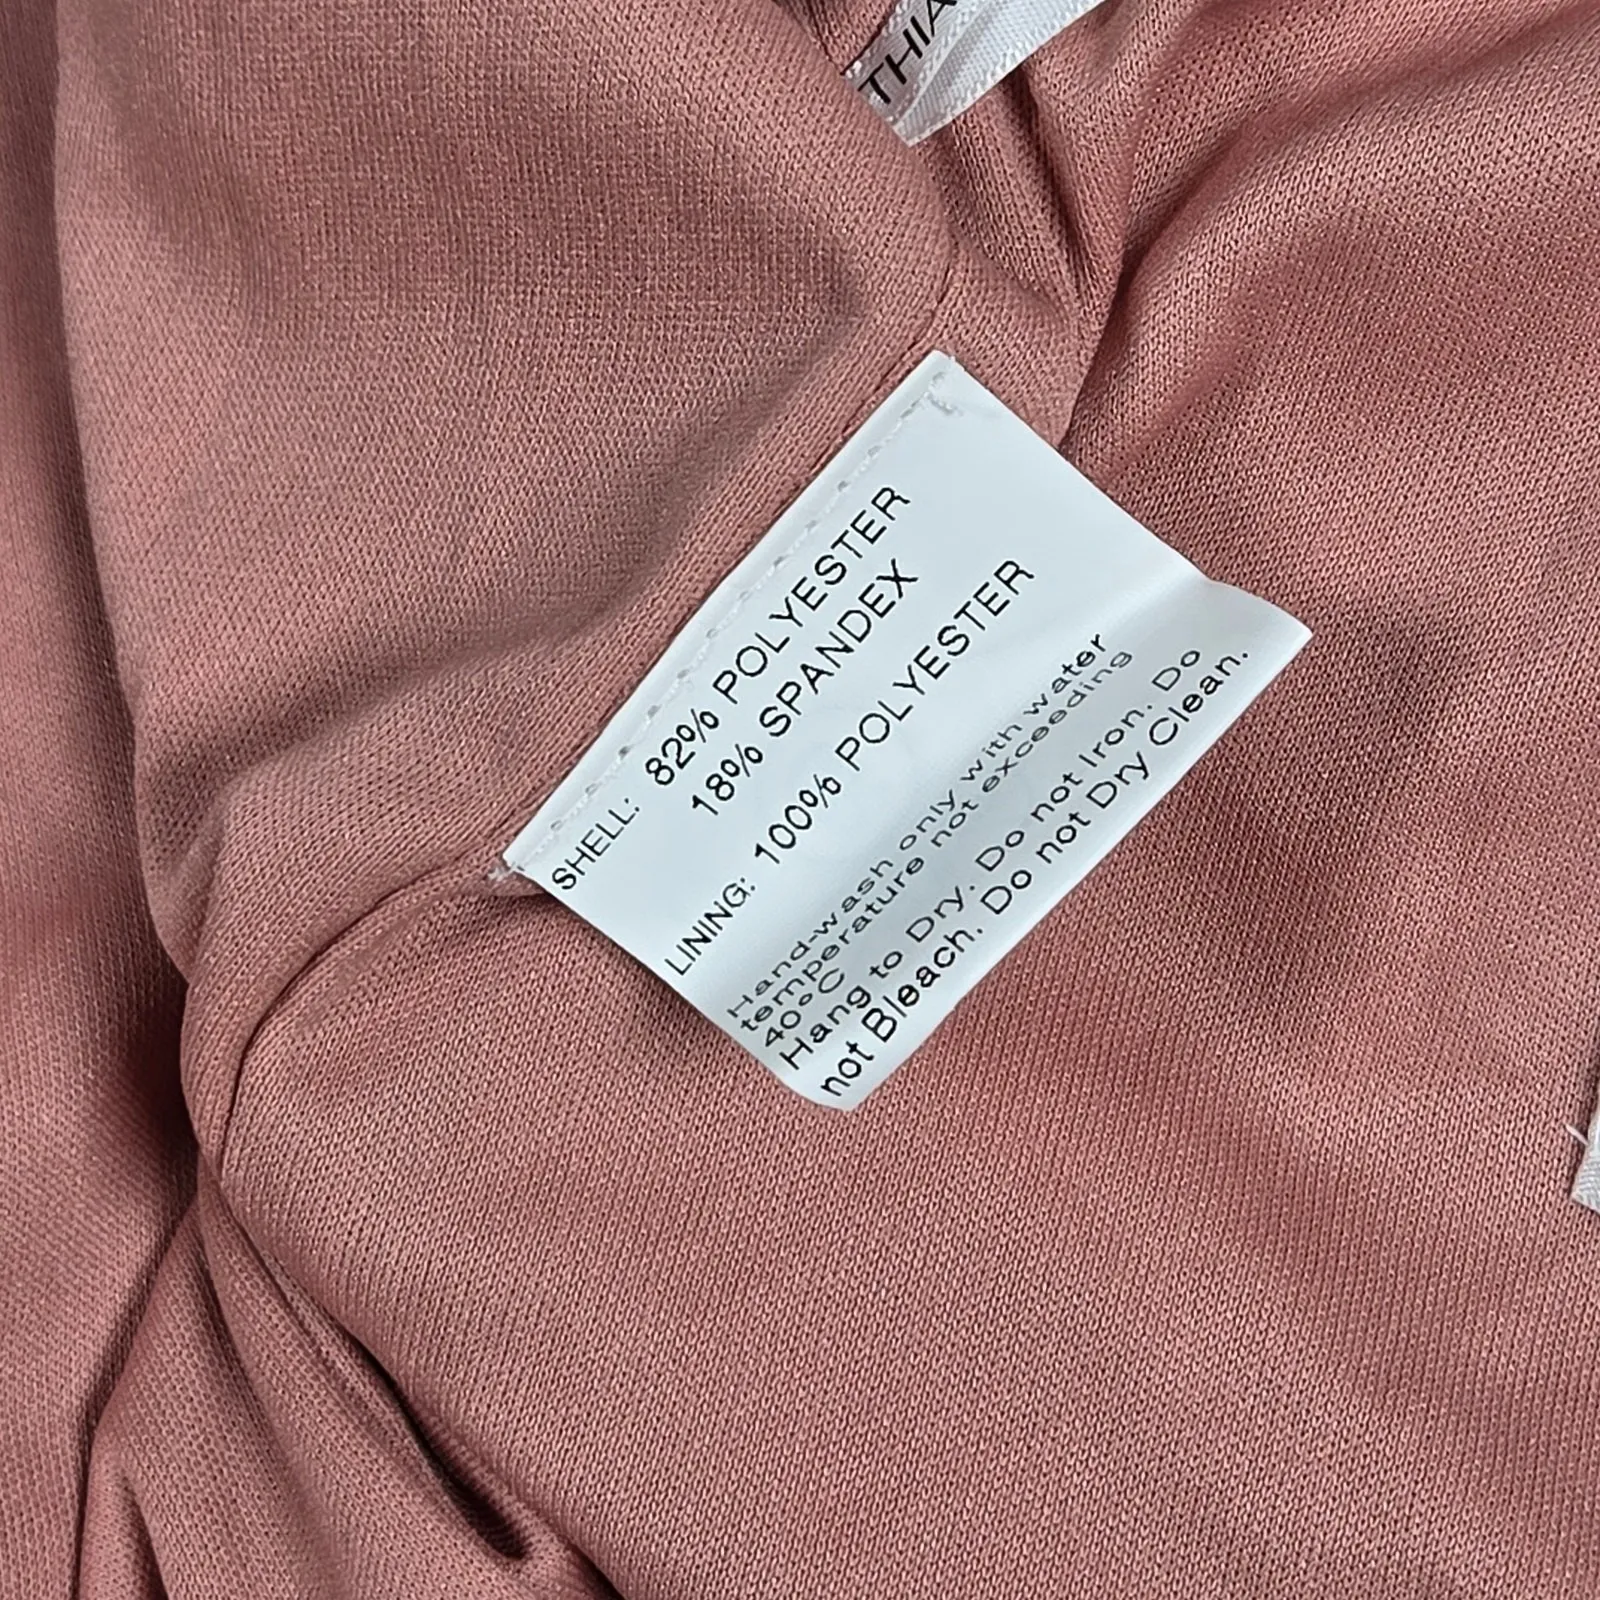 THIA
SHELL: 82% POLYESTER
18% SPANDEX
LINING: 100% POLYESTER
Hand-wash only with water
temperature not exceeding
40°C
Hang to Dry. Do not Iron. Do
not Bleach. Do not Dry Clean.